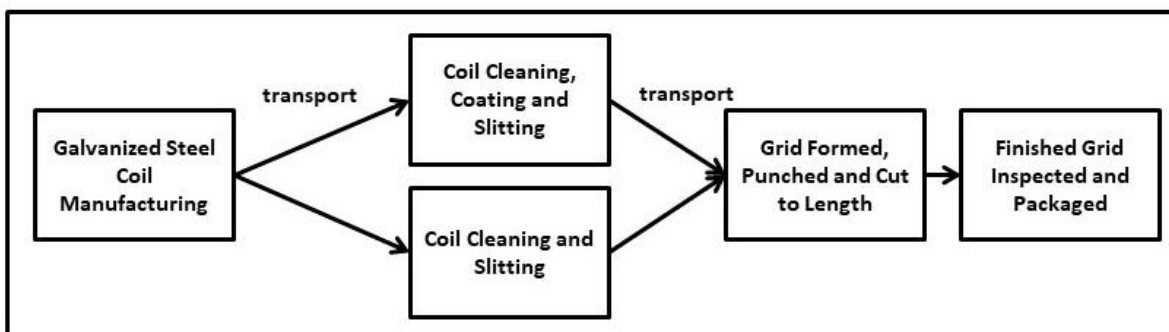 Galvanized Steel
Coil
Manufacturing
transport
Coil Cleaning,
Coating and
Slitting
Coil Cleaning and
Slitting
transport
Grid Formed,
Punched and Cut
to Length
Finished Grid
Inspected and
Packaged